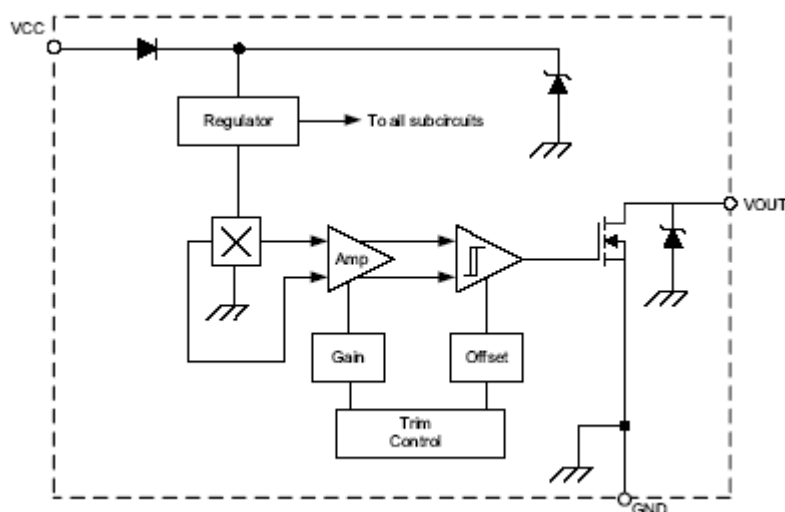 VCC
Regulator
To all subcircuits
VOUT
Amp
Gain
Offset
Trim
Control
GND